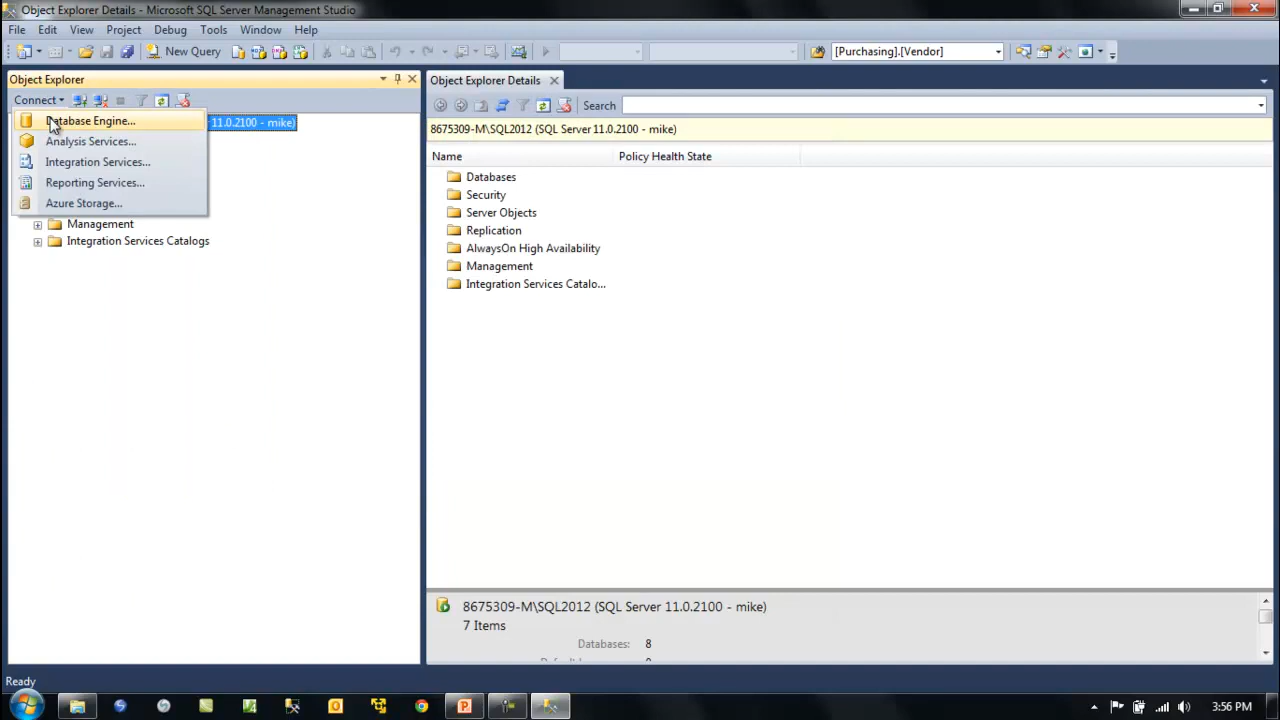 Object Explorer Details - Microsoft SQL Server Management Studio
File Edit View Project Debug Tools Window Help
New Query [Purchasing].[Vendor]
Object Explorer
Connect
Database Engine...
11.0.2100 - mike)
Analysis Services...
Integration Services...
Reporting Services...
Azure Storage...
Management
Integration Services Catalogs
Object Explorer Details
Search
8675309-M\SQL2012 (SQL Server 11.0.2100 - mike)
Name Policy Health State
Databases
Security
Server Objects
Replication
AlwaysOn High Availability
Management
Integration Services Catalo...
8675309-M\SQL2012 (SQL Server 11.0.2100 - mike)
7 Items
Databases: 8
Ready
3:56 PM